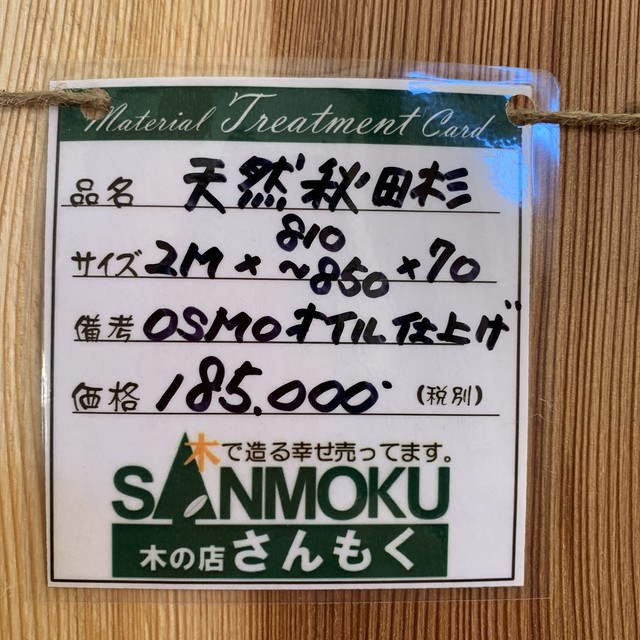 Material Treatment Card
品名 天然秋田杉
サイズ 2M × 810～850 × 70
備考 OSMOオイル仕上げ
価格 185.000 (税別)
木で造る幸せ売ってます。
SANMOKU
木の店 さんもく